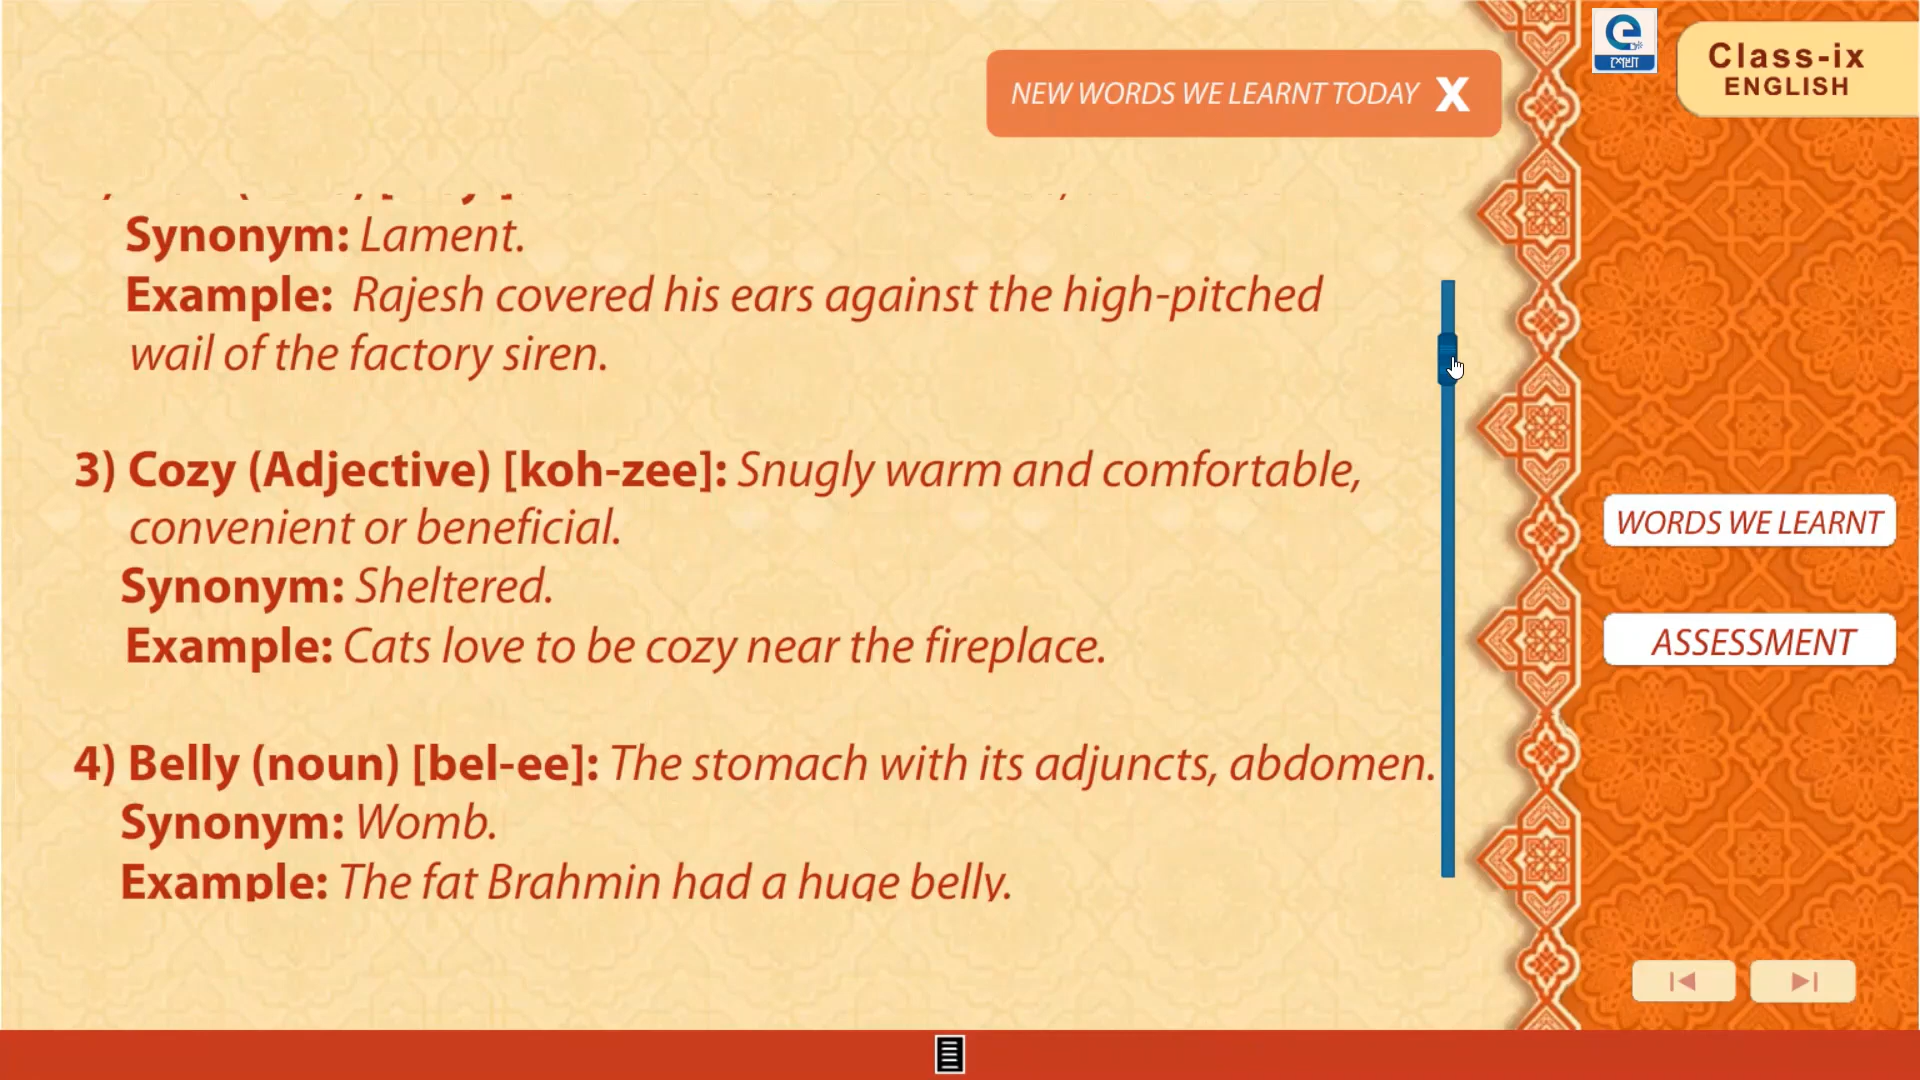 Class-ix
ENGLISH
NEW WORDS WE LEARNT TODAY X
Synonym: Lament.
Example: Rajesh covered his ears against the high-pitched
wail of the factory siren.
3) Cozy (Adjective) [koh-zee]: Snugly warm and comfortable,
convenient or beneficial.
Synonym: Sheltered.
Example: Cats love to be cozy near the fireplace.
4) Belly (noun) [bel-ee]: The stomach with its adjuncts, abdomen.
Synonym: Womb.
Example: The fat Brahmin had a huge belly.
WORDS WE LEARNT
ASSESSMENT